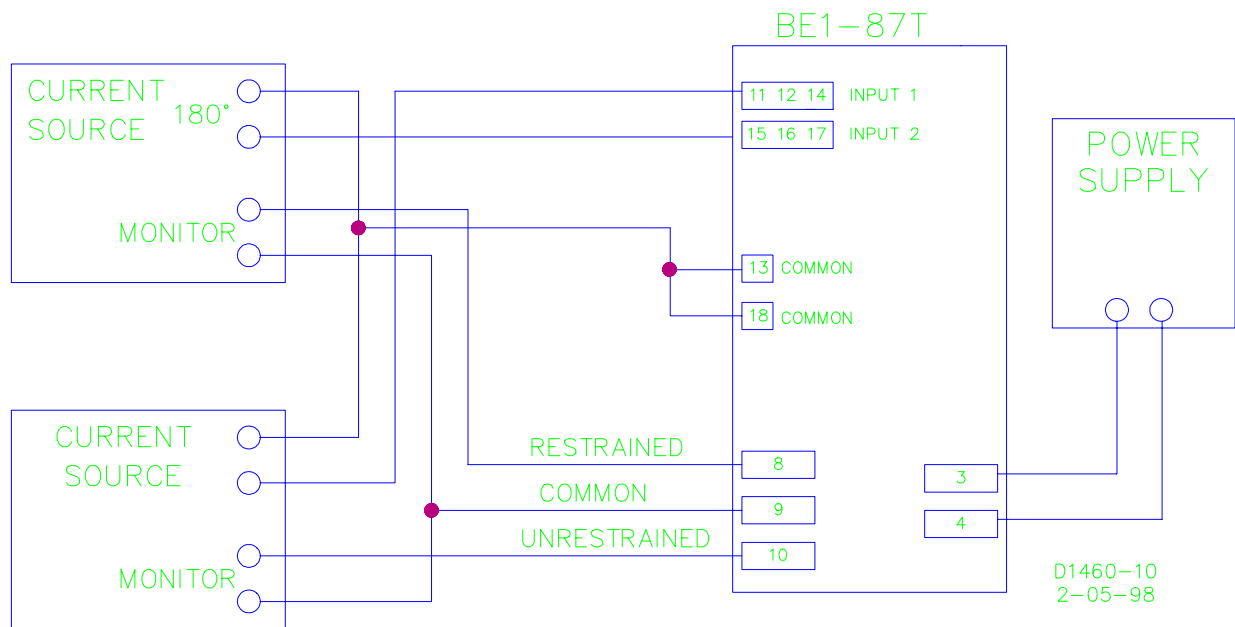 BE1-87T
CURRENT
SOURCE
180°
MONITOR
11 12 14 INPUT 1
15 16 17 INPUT 2
13 COMMON
18 COMMON
POWER
SUPPLY
CURRENT
SOURCE
MONITOR
RESTRAINED
8
COMMON
9
UNRESTRAINED
10
3
4
D1460-10
2-05-98